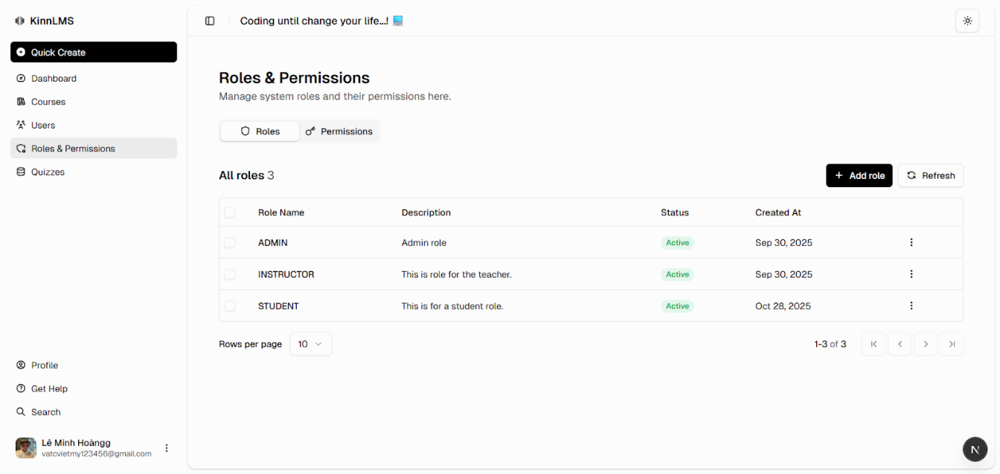 KinnLMS
Coding until change your life...! 💻
Quick Create
Dashboard
Courses
Users
Roles & Permissions
Quizzes
Roles & Permissions
Manage system roles and their permissions here.
Roles Permissions
All roles 3
+ Add role Refresh
Role Name Description Status Created At
ADMIN Admin role Active Sep 30, 2025
INSTRUCTOR This is role for the teacher. Active Sep 30, 2025
STUDENT This is for a student role. Active Oct 28, 2025
Rows per page 10 1-3 of 3
Profile
Get Help
Search
Lê Minh Hoàngg
vatcvietmy123456@gmail.com
N